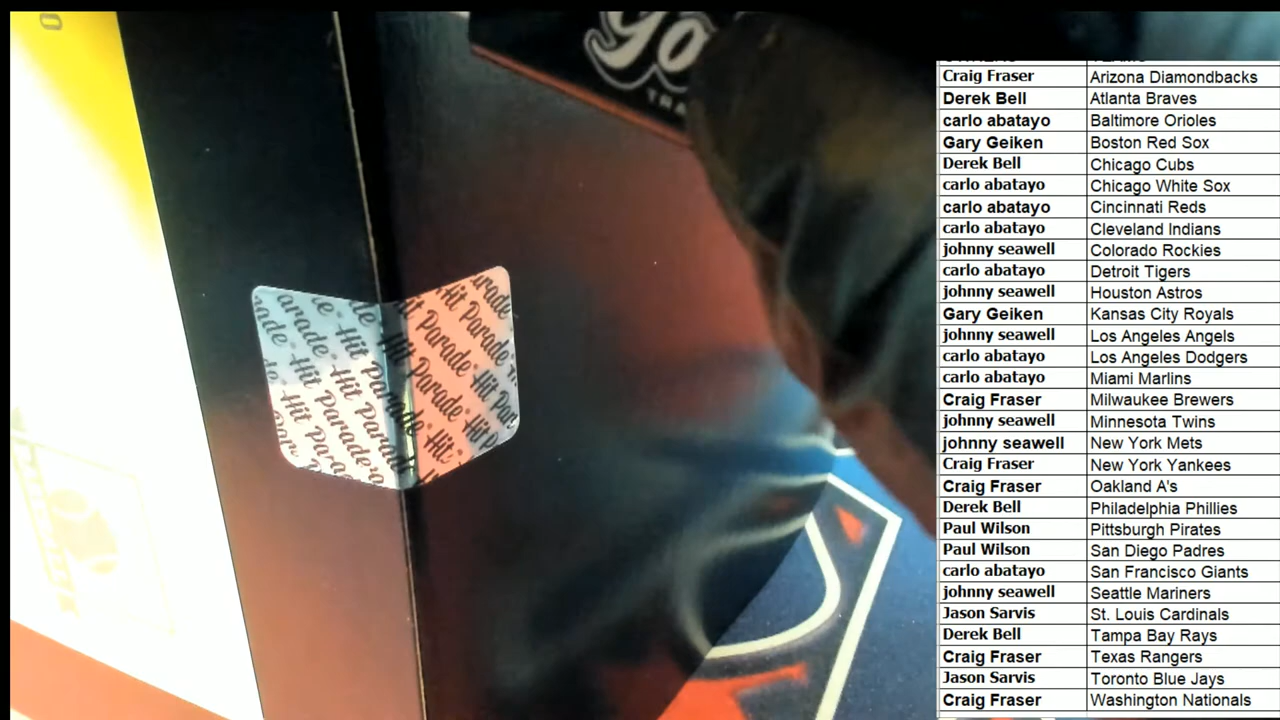 go
TRA
Hit Parade
Craig Fraser Arizona Diamondbacks
Derek Bell Atlanta Braves
carlo abatayo Baltimore Orioles
Gary Geiken Boston Red Sox
Derek Bell Chicago Cubs
carlo abatayo Chicago White Sox
carlo abatayo Cincinnati Reds
carlo abatayo Cleveland Indians
johnny seawell Colorado Rockies
carlo abatayo Detroit Tigers
johnny seawell Houston Astros
Gary Geiken Kansas City Royals
johnny seawell Los Angeles Angels
carlo abatayo Los Angeles Dodgers
carlo abatayo Miami Marlins
Craig Fraser Milwaukee Brewers
johnny seawell Minnesota Twins
johnny seawell New York Mets
Craig Fraser New York Yankees
Craig Fraser Oakland A's
Derek Bell Philadelphia Phillies
Paul Wilson Pittsburgh Pirates
Paul Wilson San Diego Padres
carlo abatayo San Francisco Giants
johnny seawell Seattle Mariners
Jason Sarvis St. Louis Cardinals
Derek Bell Tampa Bay Rays
Craig Fraser Texas Rangers
Jason Sarvis Toronto Blue Jays
Craig Fraser Washington Nationals